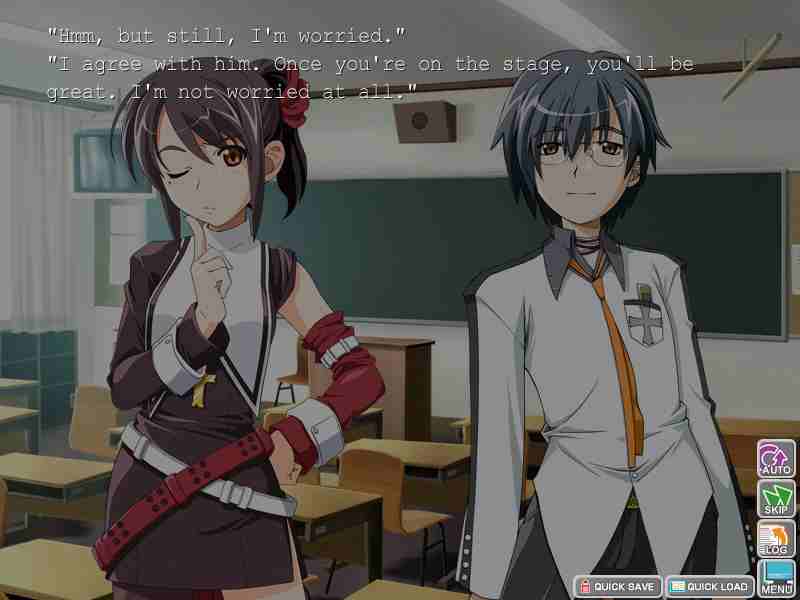 "Hmm, but still, I'm worried."
"I agree with him. Once you're on the stage, you'll be
great. I'm not worried at all."
AUTO
SKIP
LOG
QUICK SAVE QUICK LOAD MENU